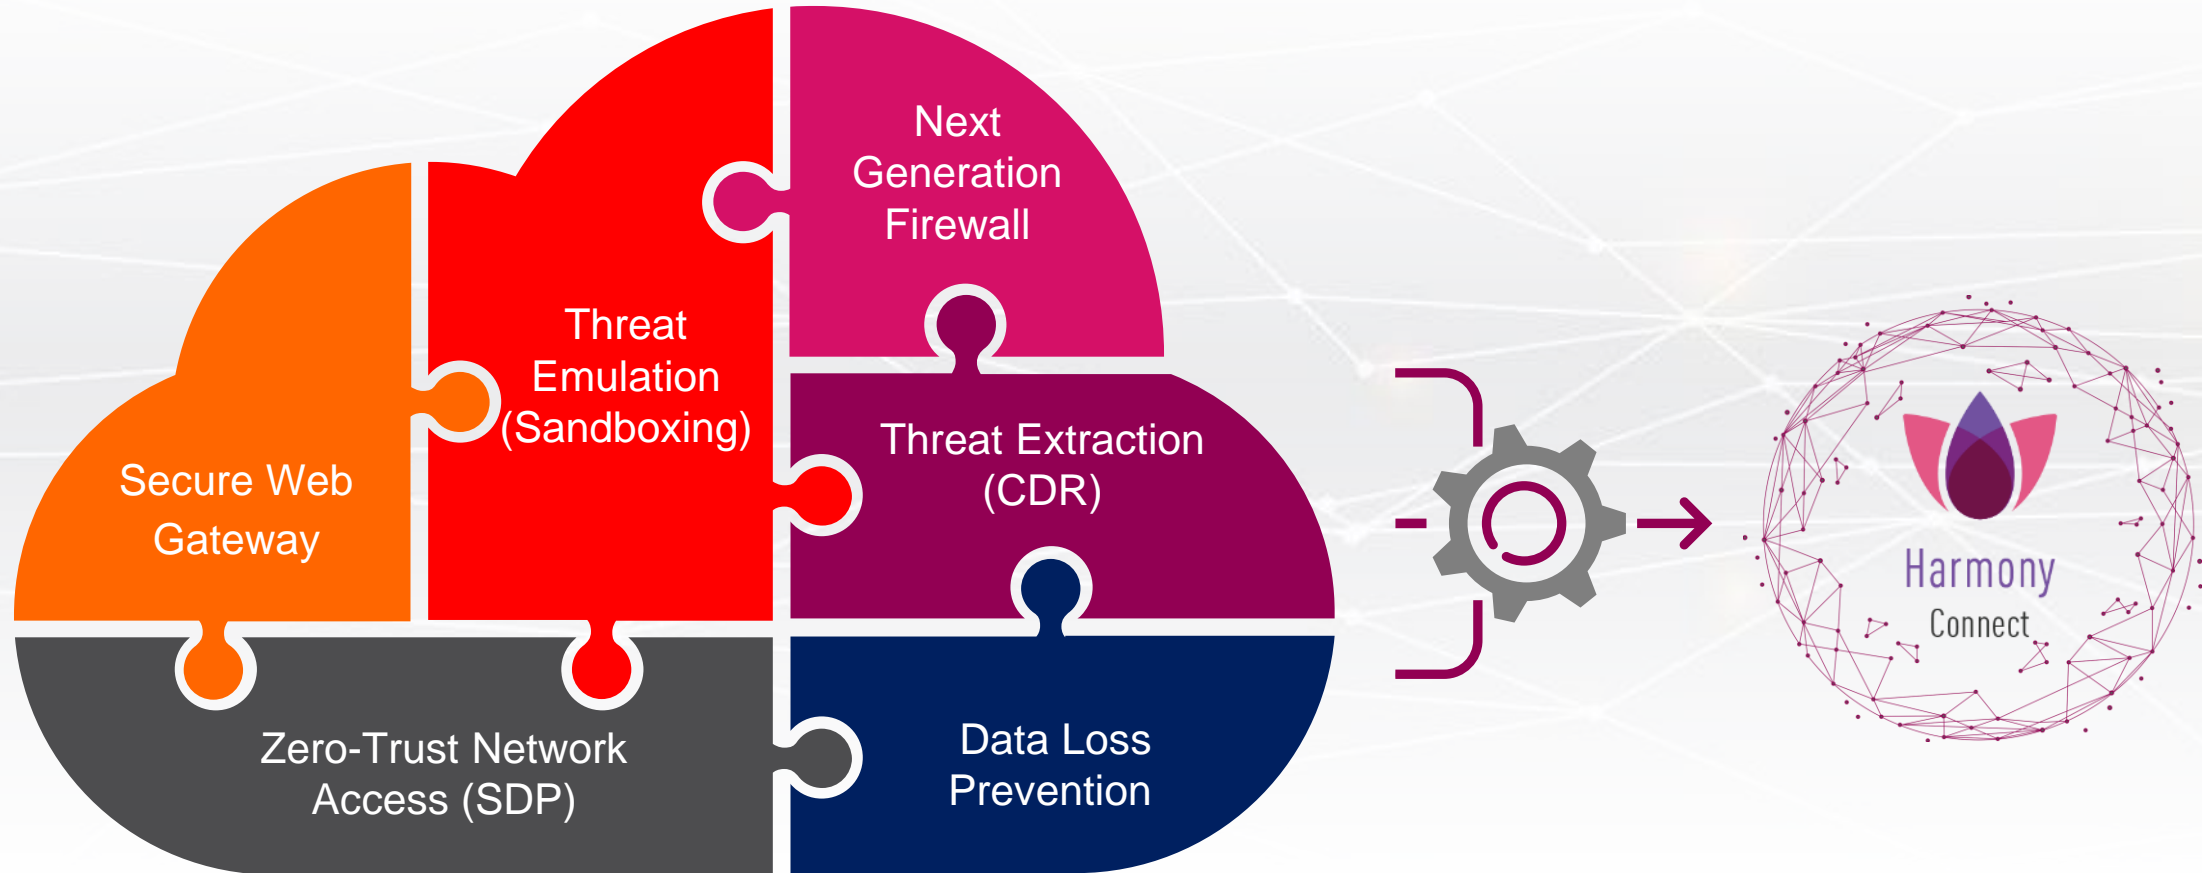 Next
Generation
Firewall
Threat
Emulation
(Sandboxing)
Secure Web
Gateway
Threat Extraction
(CDR)
Zero-Trust Network
Access (SDP)
Data Loss
Prevention
Harmony
Connect